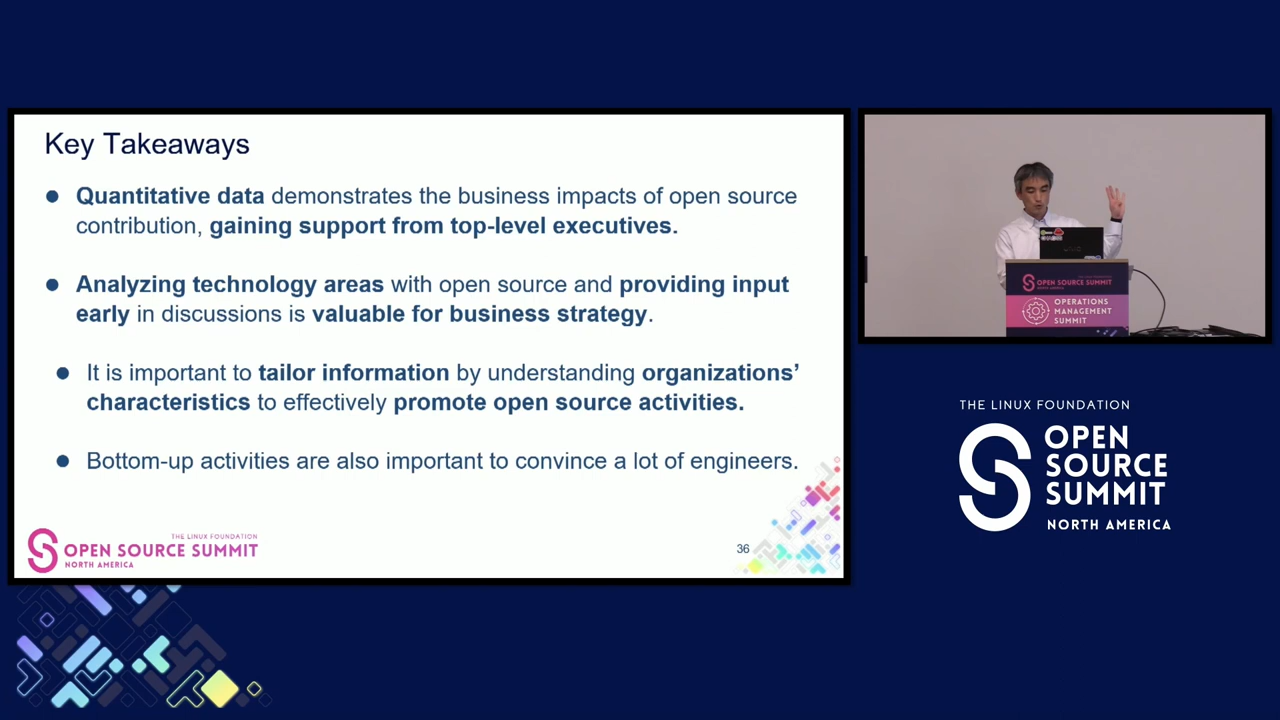 Key Takeaways
● Quantitative data demonstrates the business impacts of open source
contribution, gaining support from top-level executives.
● Analyzing technology areas with open source and providing input
early in discussions is valuable for business strategy.
● It is important to tailor information by understanding organizations’
characteristics to effectively promote open source activities.
● Bottom-up activities are also important to convince a lot of engineers.
THE LINUX FOUNDATION
OPEN SOURCE SUMMIT
NORTH AMERICA
36
OPEN SOURCE SUMMIT
OPERATIONS
MANAGEMENT
SUMMIT
THE LINUX FOUNDATION
OPEN
SOURCE
SUMMIT
NORTH AMERICA